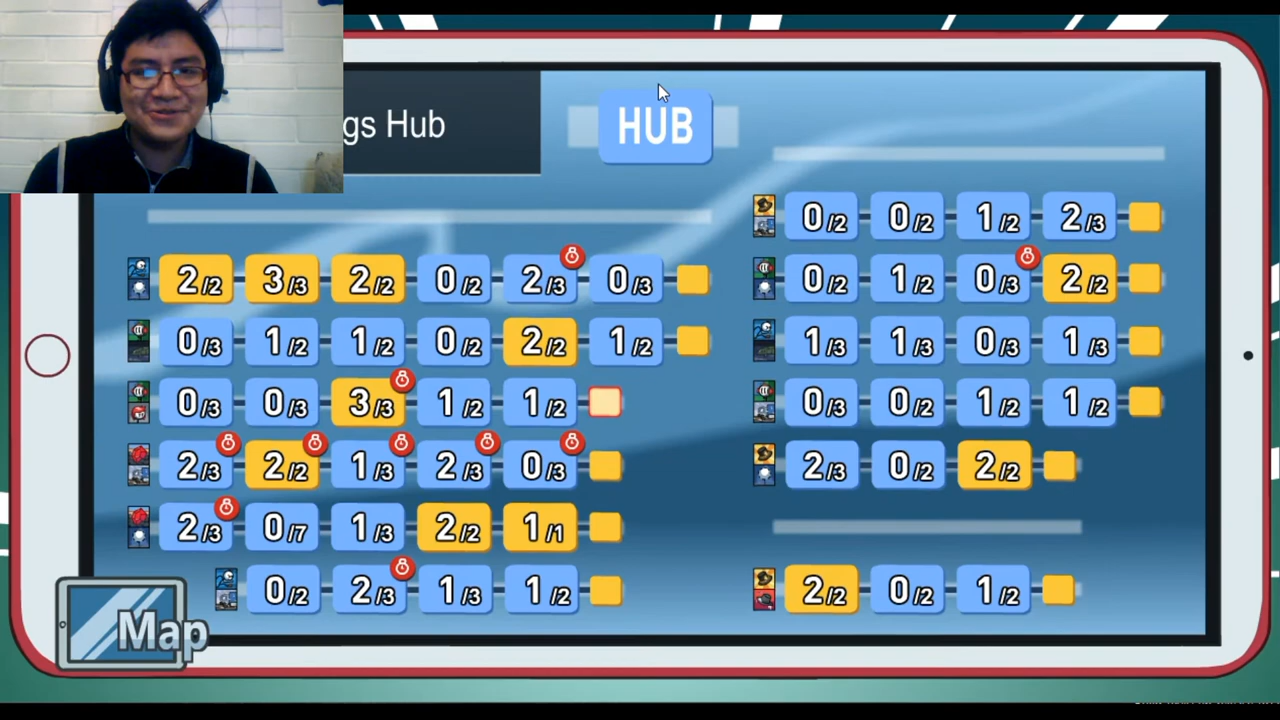 gs Hub
HUB
2/2 3/3 2/2 0/2 2/3 0/3
0/3 1/2 1/2 0/2 2/2 1/2
0/3 0/3 3/3 1/2 1/2
2/3 2/2 1/3 2/3 0/3
2/3 0/7 1/3 2/2 1/1
0/2 2/3 1/3 1/2
0/2 0/2 1/2 2/3
0/2 1/2 0/3 2/2
1/3 1/3 0/3 1/3
0/3 0/2 1/2 1/2
2/3 0/2 2/2
2/2 0/2 1/2
Map